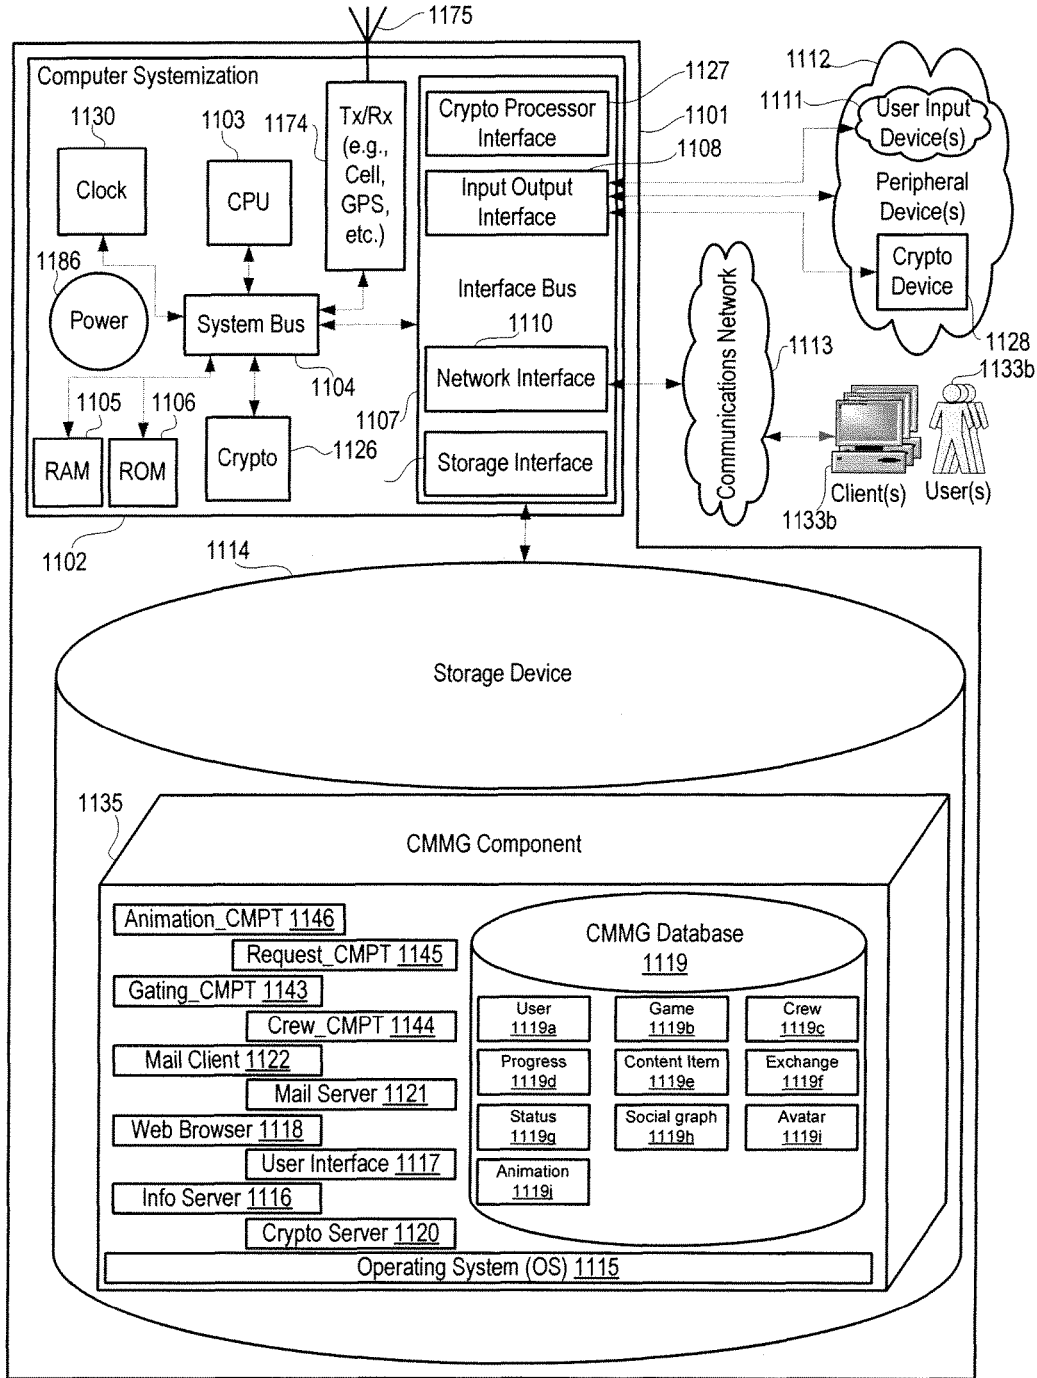 1175
Computer Systemization
1130
Clock
1103
CPU
1174
Tx/Rx
(e.g.,
Cell,
GPS,
etc.)
1127
Crypto Processor
Interface
1101
1108
Input Output
Interface
1112
1111
User Input
Device(s)
Peripheral
Device(s)
Crypto
Device
1128
1186
Power
System Bus
1104
Interface Bus
1110
Network Interface
1107
Communications Network
1113
1133b
1105
RAM
1106
ROM
Crypto
1126
Storage Interface
Client(s)
User(s)
1133b
1102
1114
Storage Device
1135
CMMG Component
Animation_CMPT 1146
Request_CMPT 1145
Gating_CMPT 1143
Crew_CMPT 1144
Mail Client 1122
Mail Server 1121
Web Browser 1118
User Interface 1117
Info Server 1116
Crypto Server 1120
Operating System (OS) 1115
CMMG Database
1119
User
1119a
Game
1119b
Crew
1119c
Progress
1119d
Content Item
1119e
Exchange
1119f
Status
1119g
Social graph
1119h
Avatar
1119i
Animation
1119j